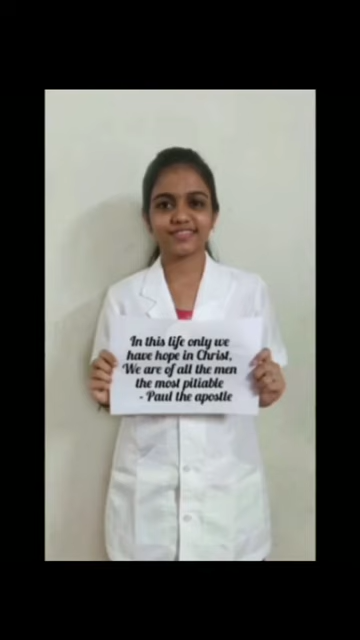 In this life only we
have hope in Christ,
We are of all the men
the most pitiable
- Paul the apostle